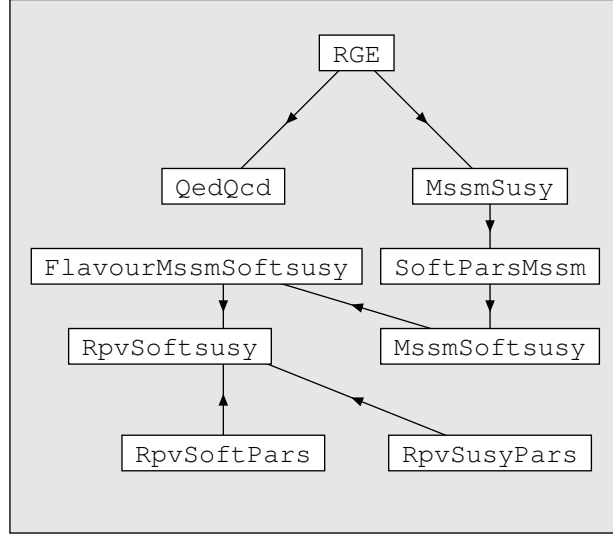 RGE
QedQcd
MssmSusy
FlavourMssmSoftsusy
SoftParsMssm
RpvSoftsusy
MssmSoftsusy
RpvSoftPars
RpvSusyPars